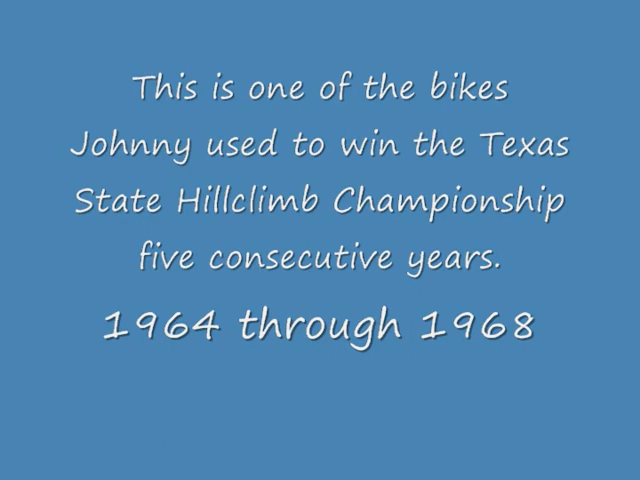 This is one of the bikes
Johnny used to win the Texas
State Hillclimb Championship
five consecutive years.
1964 through 1968